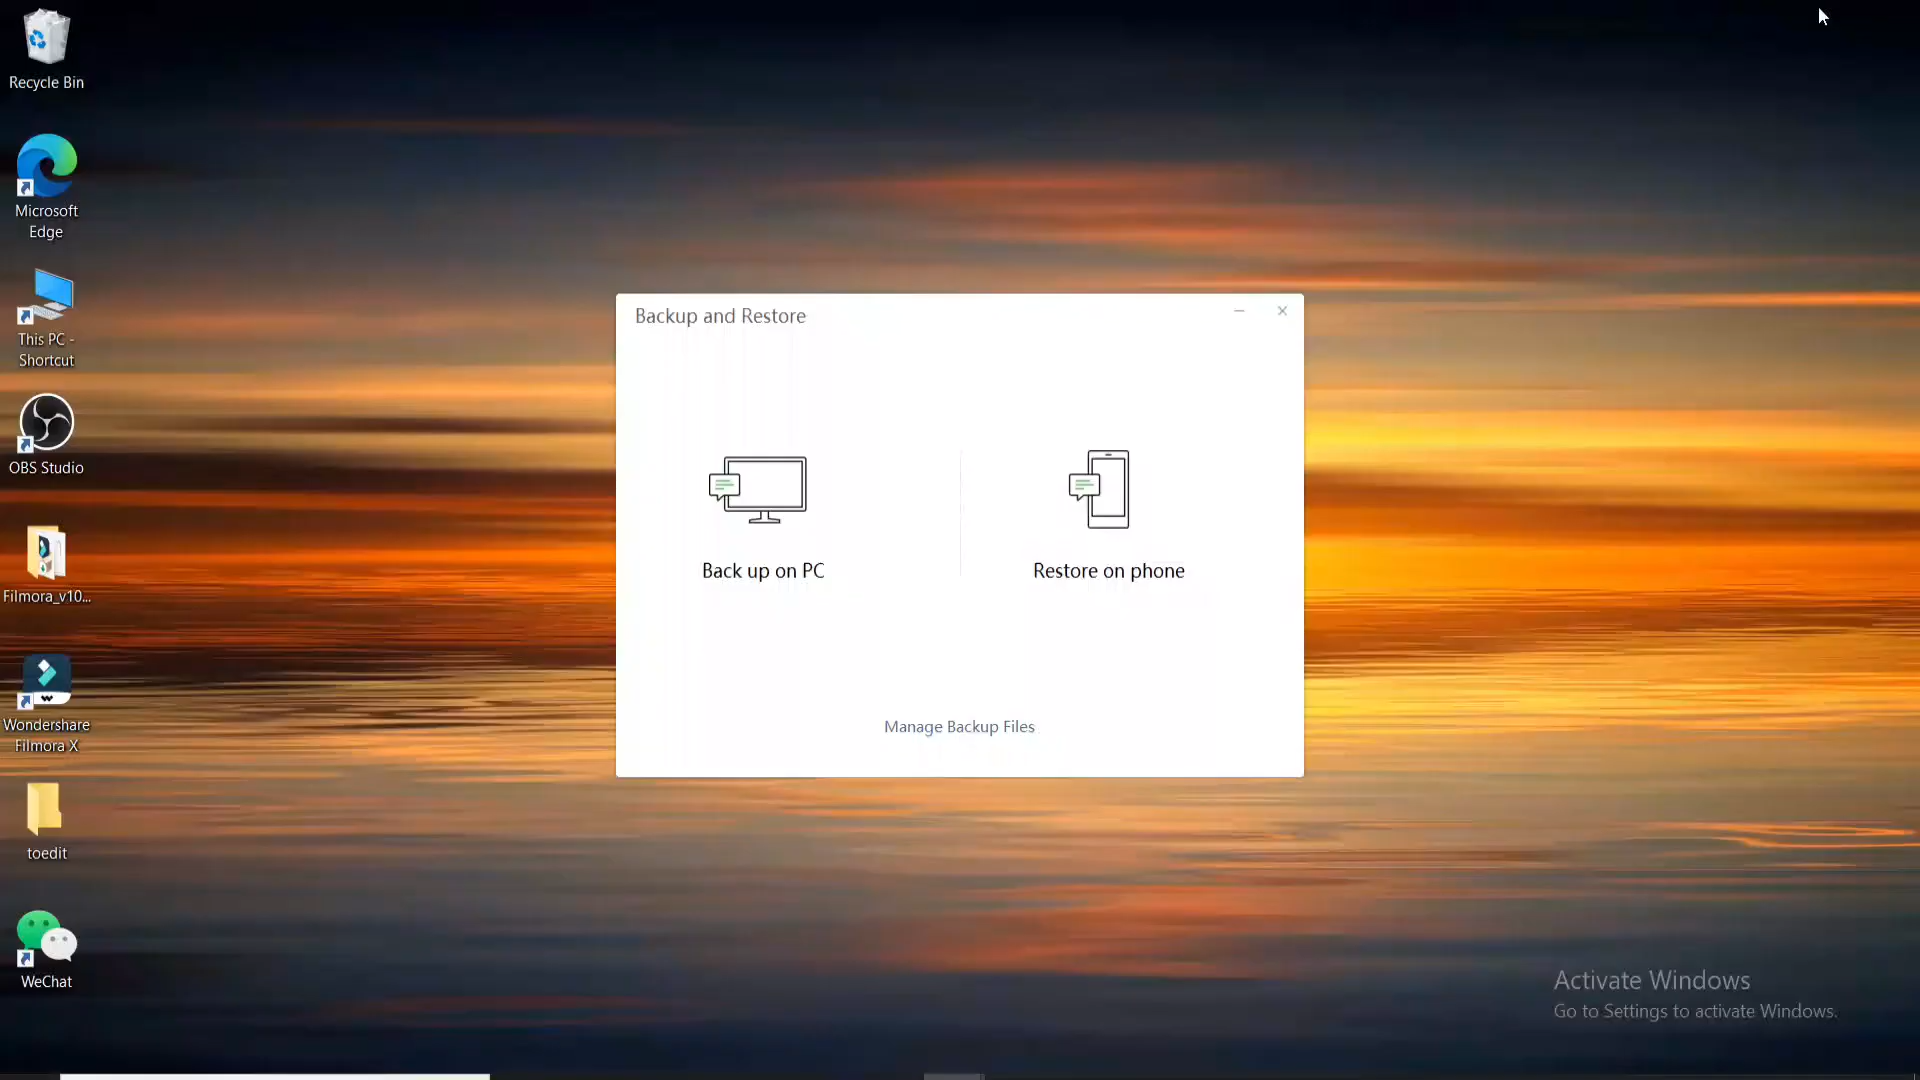 Recycle Bin
Microsoft
Edge
This PC -
Shortcut
OBS Studio
Filmora_v10...
Wondershare
Filmora X
toedit
WeChat
Backup and Restore
Back up on PC
Restore on phone
Manage Backup Files
Activate Windows
Go to Settings to activate Windows.